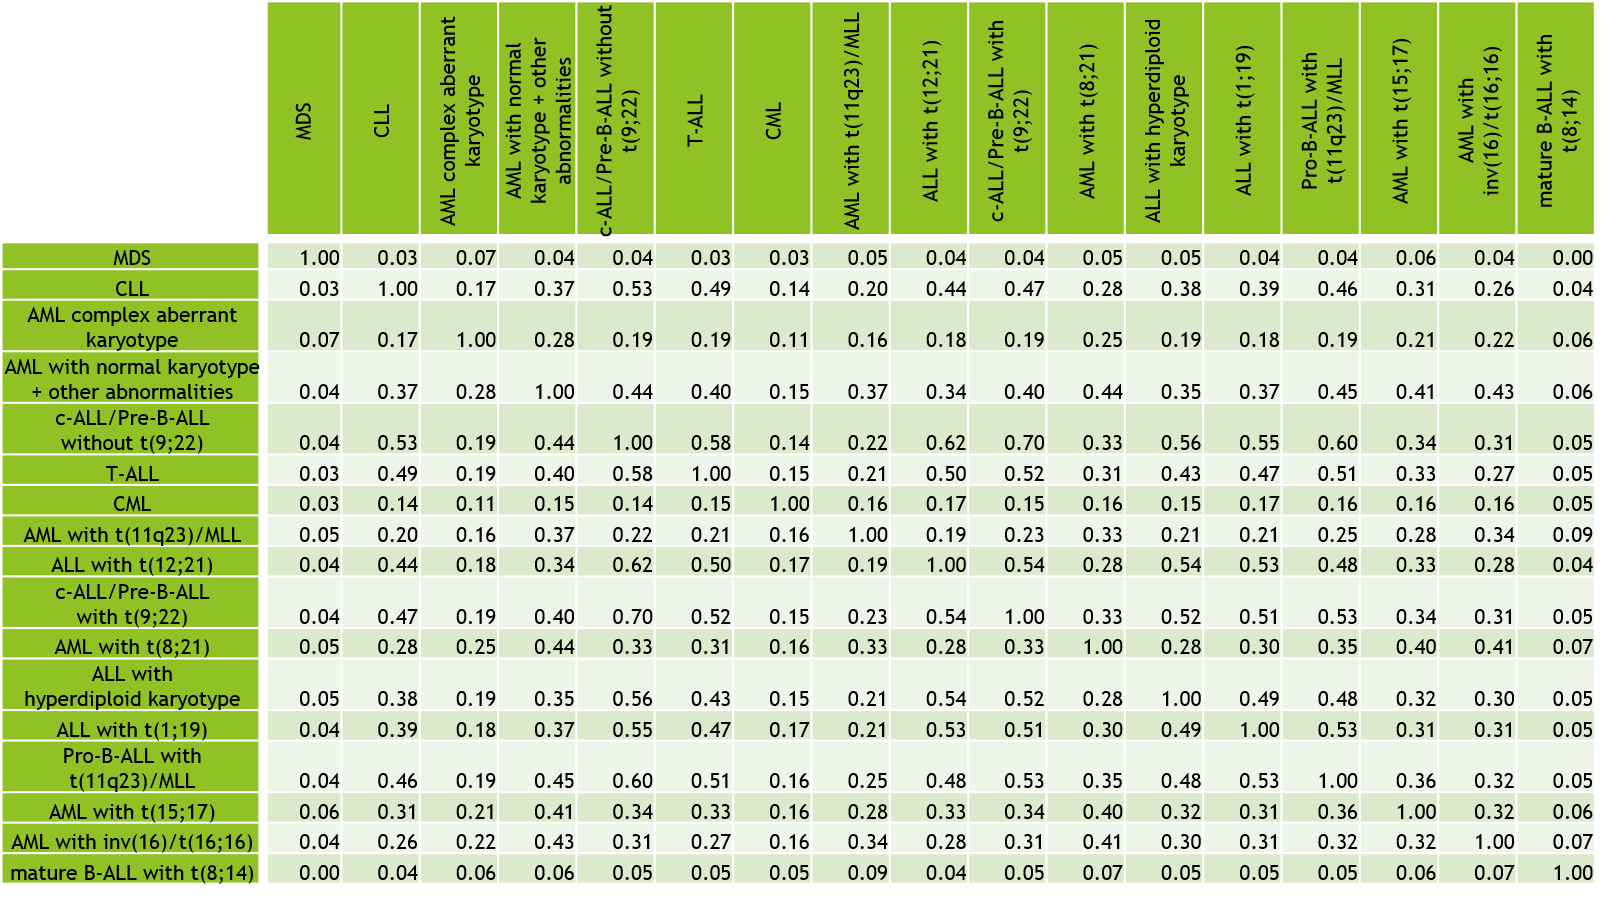 MDS
CLL
AML complex aberrant
karyotype
AML with normal
karyotype + other
abnormalities
c-ALL/Pre-B-ALL without
t(9;22)
T-ALL
CML
AML with t(11q23)/MLL
ALL with t(12;21)
c-ALL/Pre-B-ALL with
t(9;22)
AML with t(8;21)
ALL with hyperdiploid
karyotype
ALL with t(1;19)
Pro-B-ALL with
t(11q23)/MLL
AML with t(15;17)
AML with
inv(16)/t(16;16)
mature B-ALL with
t(8;14)
MDS 1.00 0.03 0.07 0.04 0.04 0.03 0.03 0.05 0.04 0.04 0.05 0.05 0.04 0.04 0.06 0.04 0.00
CLL 0.03 1.00 0.17 0.37 0.53 0.49 0.14 0.20 0.44 0.47 0.28 0.38 0.39 0.46 0.31 0.26 0.04
AML complex aberrant
karyotype 0.07 0.17 1.00 0.28 0.19 0.19 0.11 0.16 0.18 0.19 0.25 0.19 0.18 0.19 0.21 0.22 0.06
AML with normal karyotype
+ other abnormalities 0.04 0.37 0.28 1.00 0.44 0.40 0.15 0.37 0.34 0.40 0.44 0.35 0.37 0.45 0.41 0.43 0.06
c-ALL/Pre-B-ALL
without t(9;22) 0.04 0.53 0.19 0.44 1.00 0.58 0.14 0.22 0.62 0.70 0.33 0.56 0.55 0.60 0.34 0.31 0.05
T-ALL 0.03 0.49 0.19 0.40 0.58 1.00 0.15 0.21 0.50 0.52 0.31 0.43 0.47 0.51 0.33 0.27 0.05
CML 0.03 0.14 0.11 0.15 0.14 0.15 1.00 0.16 0.17 0.15 0.16 0.15 0.17 0.16 0.16 0.16 0.05
AML with t(11q23)/MLL 0.05 0.20 0.16 0.37 0.22 0.21 0.16 1.00 0.19 0.23 0.33 0.21 0.21 0.25 0.28 0.34 0.09
ALL with t(12;21) 0.04 0.44 0.18 0.34 0.62 0.50 0.17 0.19 1.00 0.54 0.28 0.54 0.53 0.48 0.33 0.28 0.04
c-ALL/Pre-B-ALL
with t(9;22) 0.04 0.47 0.19 0.40 0.70 0.52 0.15 0.23 0.54 1.00 0.33 0.52 0.51 0.53 0.34 0.31 0.05
AML with t(8;21) 0.05 0.28 0.25 0.44 0.33 0.31 0.16 0.33 0.28 0.33 1.00 0.28 0.30 0.35 0.40 0.41 0.07
ALL with
hyperdiploid karyotype 0.05 0.38 0.19 0.35 0.56 0.43 0.15 0.21 0.54 0.52 0.28 1.00 0.49 0.48 0.32 0.30 0.05
ALL with t(1;19) 0.04 0.39 0.18 0.37 0.55 0.47 0.17 0.21 0.53 0.51 0.30 0.49 1.00 0.53 0.31 0.31 0.05
Pro-B-ALL with
t(11q23)/MLL 0.04 0.46 0.19 0.45 0.60 0.51 0.16 0.25 0.48 0.53 0.35 0.48 0.53 1.00 0.36 0.32 0.05
AML with t(15;17) 0.06 0.31 0.21 0.41 0.34 0.33 0.16 0.28 0.33 0.34 0.40 0.32 0.31 0.36 1.00 0.32 0.06
AML with inv(16)/t(16;16) 0.04 0.26 0.22 0.43 0.31 0.27 0.16 0.34 0.28 0.31 0.41 0.30 0.31 0.32 0.32 1.00 0.07
mature B-ALL with t(8;14) 0.00 0.04 0.06 0.06 0.05 0.05 0.05 0.09 0.04 0.05 0.07 0.05 0.05 0.05 0.06 0.07 1.00